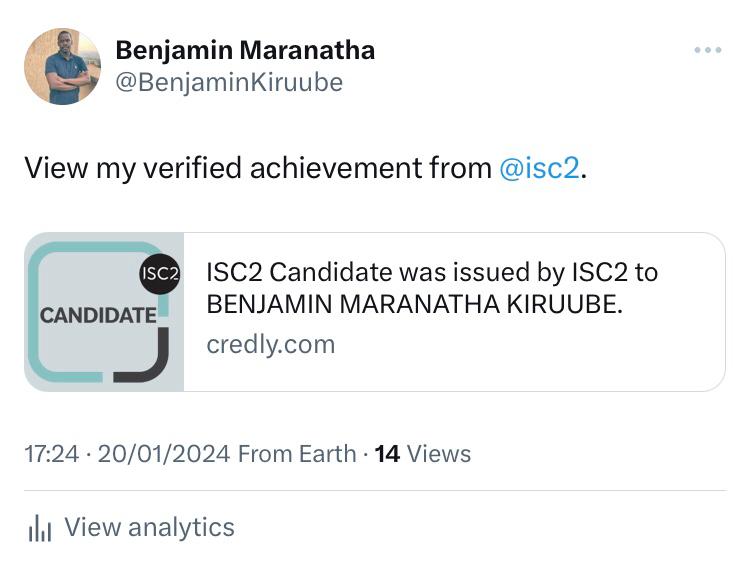 Benjamin Maranatha
@BenjaminKiruube
View my verified achievement from @isc2.
ISC2
CANDIDATE
ISC2 Candidate was issued by ISC2 to
BENJAMIN MARANATHA KIRUUBE.
credly.com
17:24 · 20/01/2024 From Earth · 14 Views
View analytics